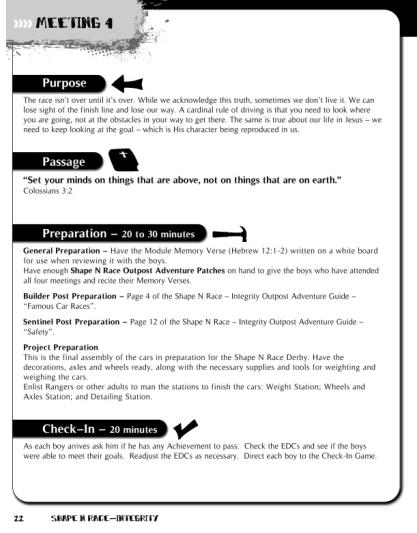 »»» MEETING 4
Purpose
The race isn't over until it's over. While we acknowledge this truth, sometimes we don't live it. We can
lose sight of the finish line and lose our way. A cardinal rule of driving is that you need to look where
you are going, not at the obstacles in your way to get there. The same is true about our life in Jesus – we
need to keep looking at the goal – which is His character being reproduced in us.
Passage
"Set your minds on things that are above, not on things that are on earth."
Colossians 3:2
Preparation – 20 to 30 minutes
General Preparation – Have the Module Memory Verse (Hebrew 12:1-2) written on a white board
for use when reviewing it with the boys.
Have enough Shape N Race Outpost Adventure Patches on hand to give the boys who have attended
all four meetings and recite their Memory Verses.
Builder Post Preparation – Page 4 of the Shape N Race – Integrity Outpost Adventure Guide –
"Famous Car Races".
Sentinel Post Preparation – Page 12 of the Shape N Race – Integrity Outpost Adventure Guide –
"Safety".
Project Preparation
This is the final assembly of the cars in preparation for the Shape N Race Derby. Have the
decorations, axles and wheels ready, along with the necessary supplies and tools for weighting and
weighing the cars.
Enlist Rangers or other adults to man the stations to finish the cars: Weight Station; Wheels and
Axles Station; and Detailing Station.
Check–In – 20 minutes
As each boy arrives ask him if he has any Achievement to pass. Check the EDCs and see if the boys
were able to meet their goals. Readjust the EDCs as necessary. Direct each boy to the Check-In Game.
22 SHAPE N RACE—INTEGRITY